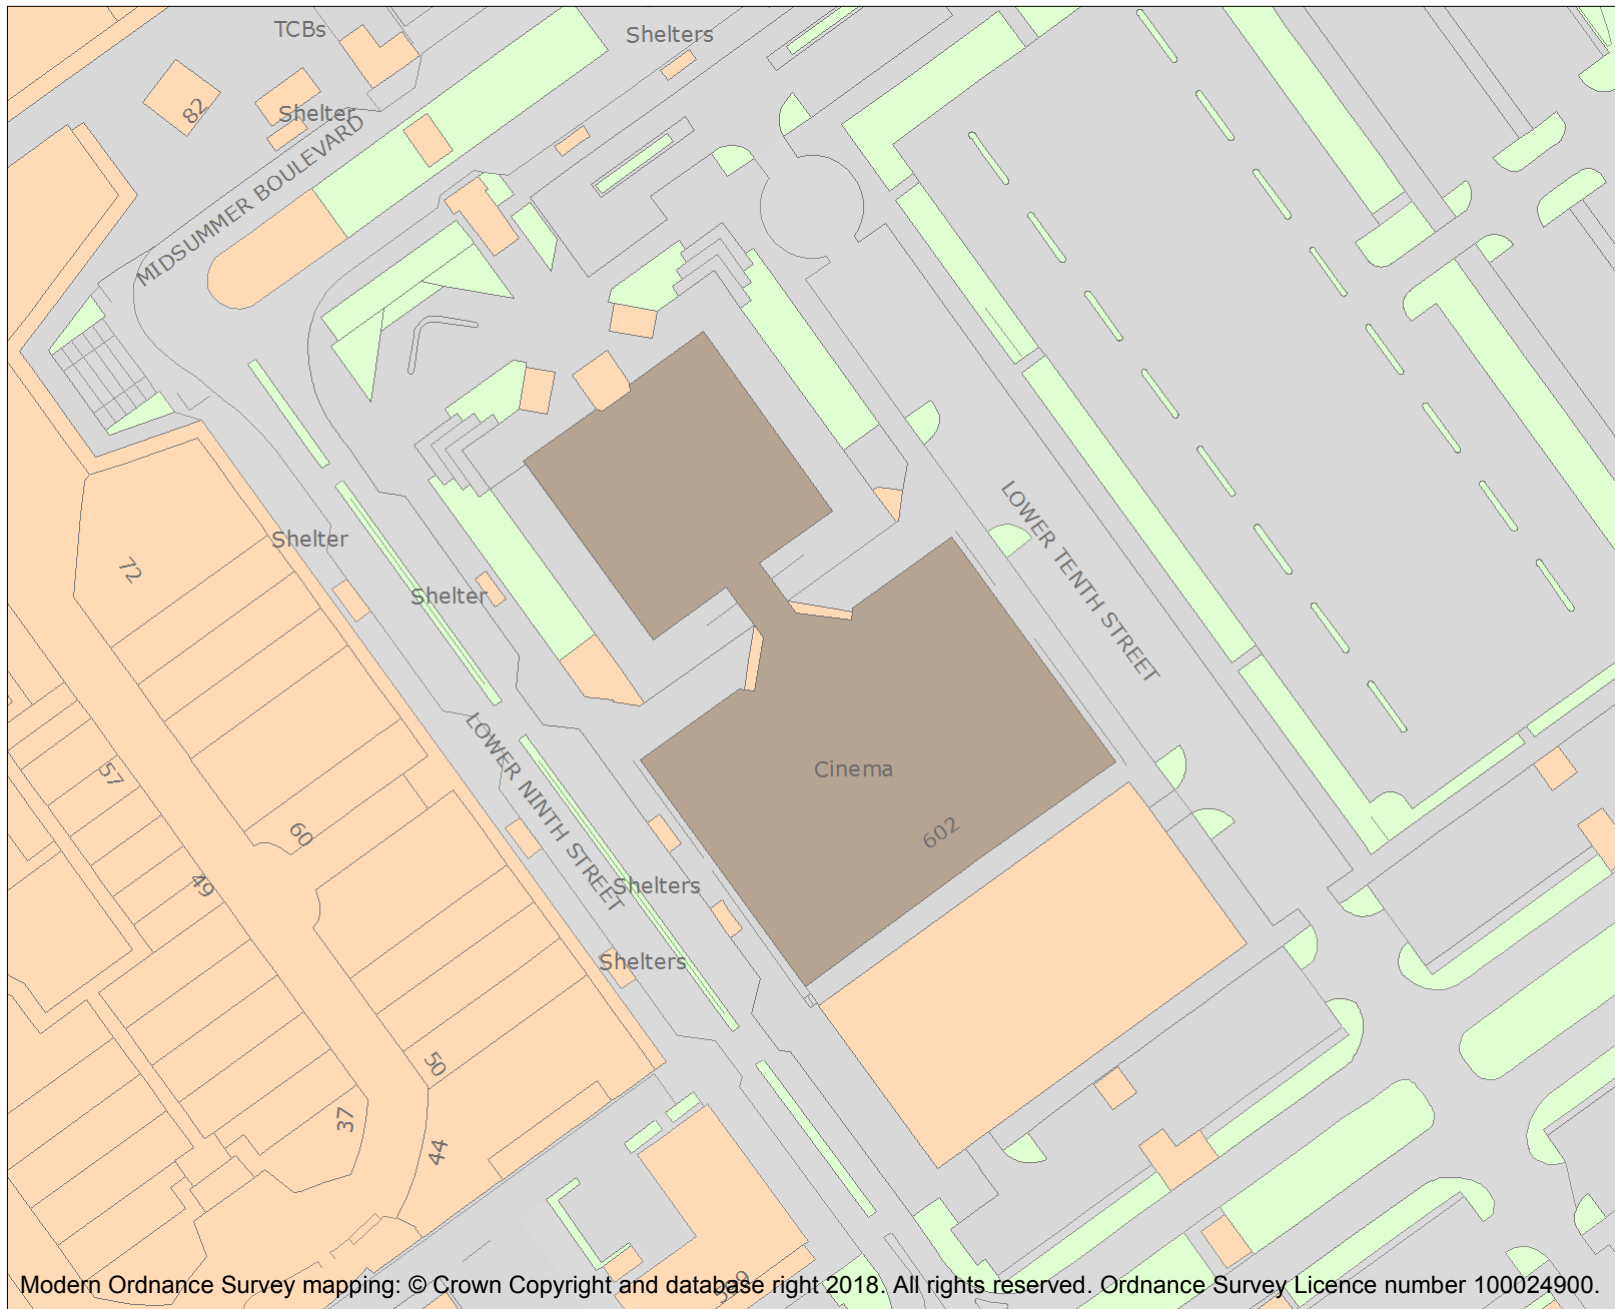 TCBs
Shelters
82
Shelter
MIDSUMMER BOULEVARD
LOWER TENTH STREET
Shelter
72
Shelter
LOWER NINTH STREET
57
Cinema
60
602
49
Shelters
Shelters
50
37
44
Modern Ordnance Survey mapping: © Crown Copyright and database right 2018. All rights reserved. Ordnance Survey Licence number 100024900.